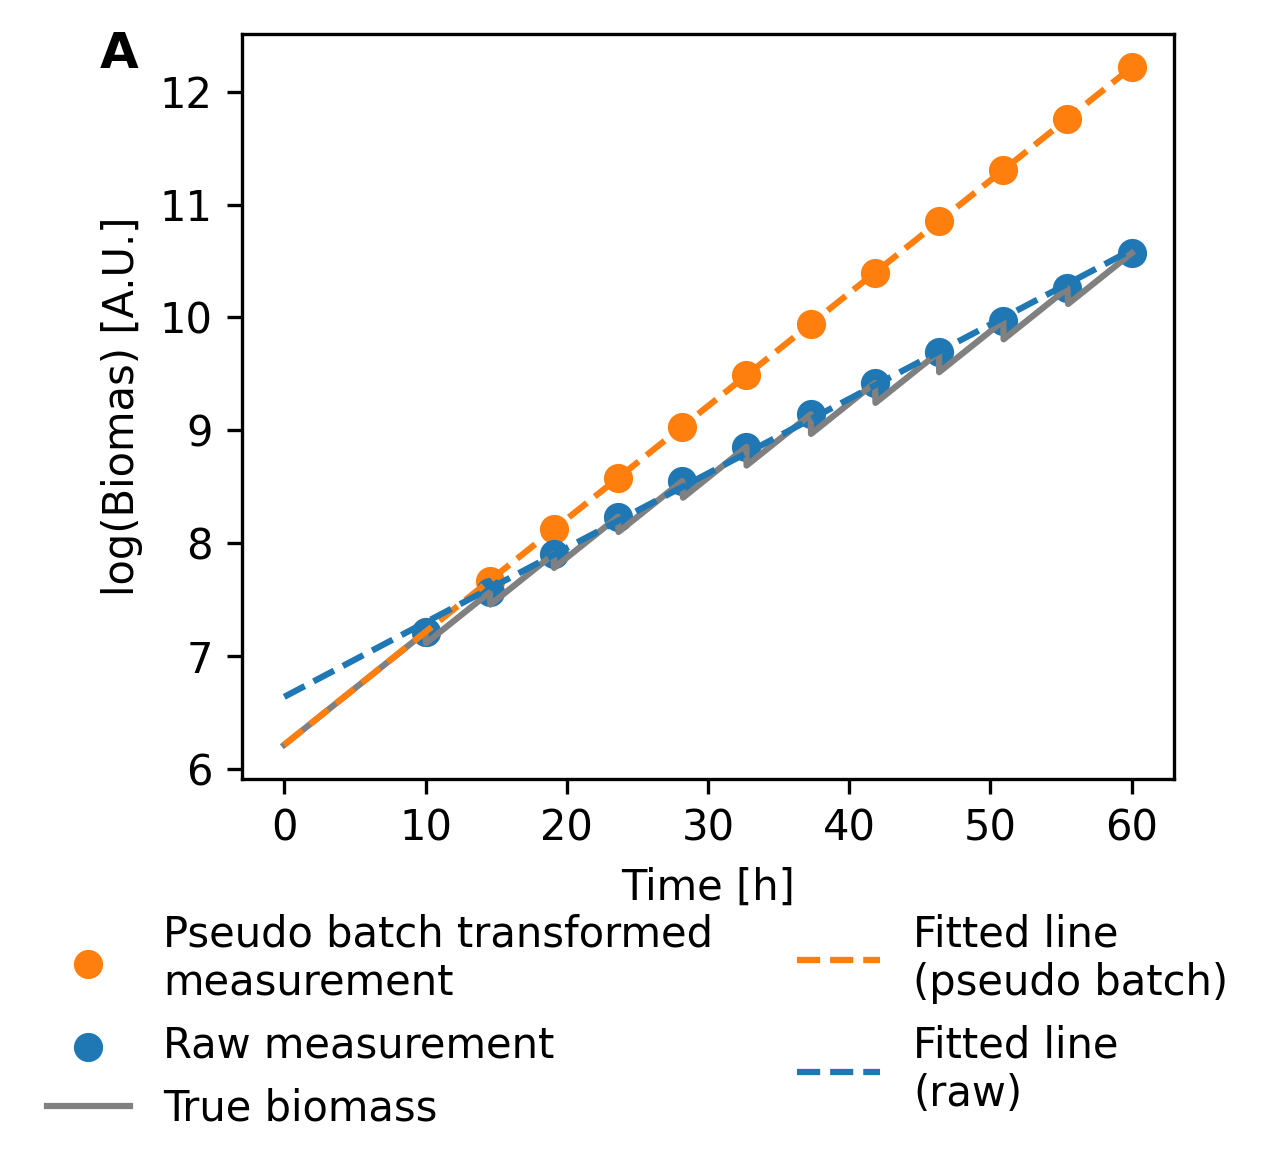 A
12
11
10
9
8
7
6
log(Biomas) [A.U.]
0 10 20 30 40 50 60
Time [h]
Pseudo batch transformed
measurement
Raw measurement
True biomass
Fitted line
(pseudo batch)
Fitted line
(raw)